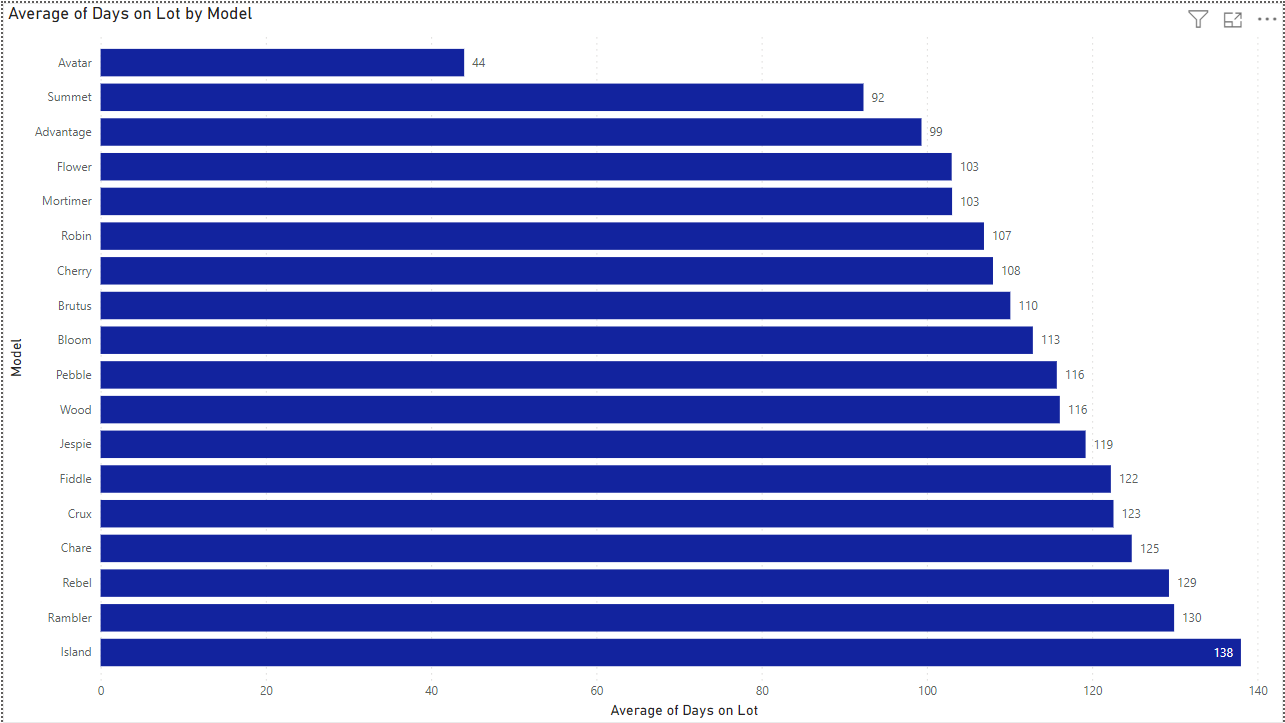 Average of Days on Lot by Model
Model
Avatar 44
Summet 92
Advantage 99
Flower 103
Mortimer 103
Robin 107
Cherry 108
Brutus 110
Bloom 113
Pebble 116
Wood 116
Jespie 119
Fiddle 122
Crux 123
Chare 125
Rebel 129
Rambler 130
Island 138
0 20 40 60 80 100 120 140
Average of Days on Lot